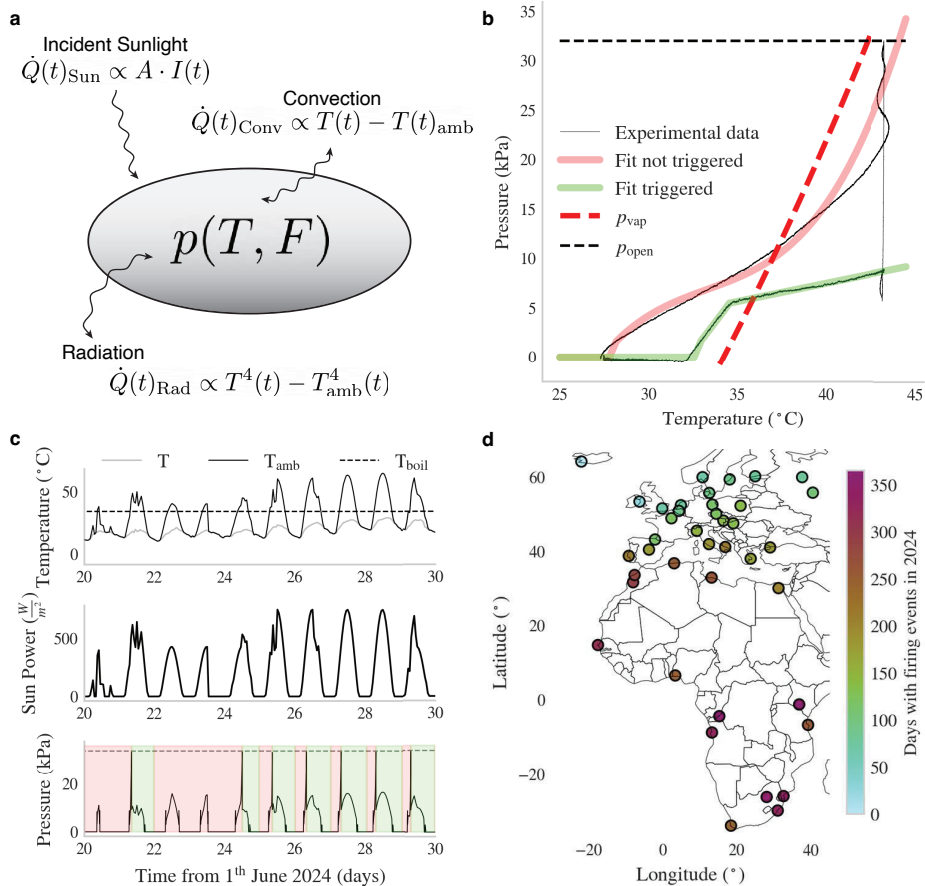 a
Incident Sunlight
Q̇(t)Sun ∝ A · I(t)
Convection
Q̇(t)Conv ∝ T(t) − T(t)amb
p(T, F)
Radiation
Q̇(t)Rad ∝ T⁴(t) − T⁴amb(t)
b
35
30
25
20
15
10
5
0
Pressure (kPa)
Experimental data
Fit not triggered
Fit triggered
pvap
popen
25 30 35 40 45
Temperature (°C)
c
T Tamb Tboil
Temperature (°C)
50
0
20 22 24 26 28 30
Sun Power (W/m²)
500
0
20 22 24 26 28 30
Pressure (kPa)
20
0
20 22 24 26 28 30
Time from 1th June 2024 (days)
d
60
40
20
0
−20
Latitude (°)
−20 0 20 40
Longitude (°)
350
300
250
200
150
100
50
0
Days with firing events in 2024